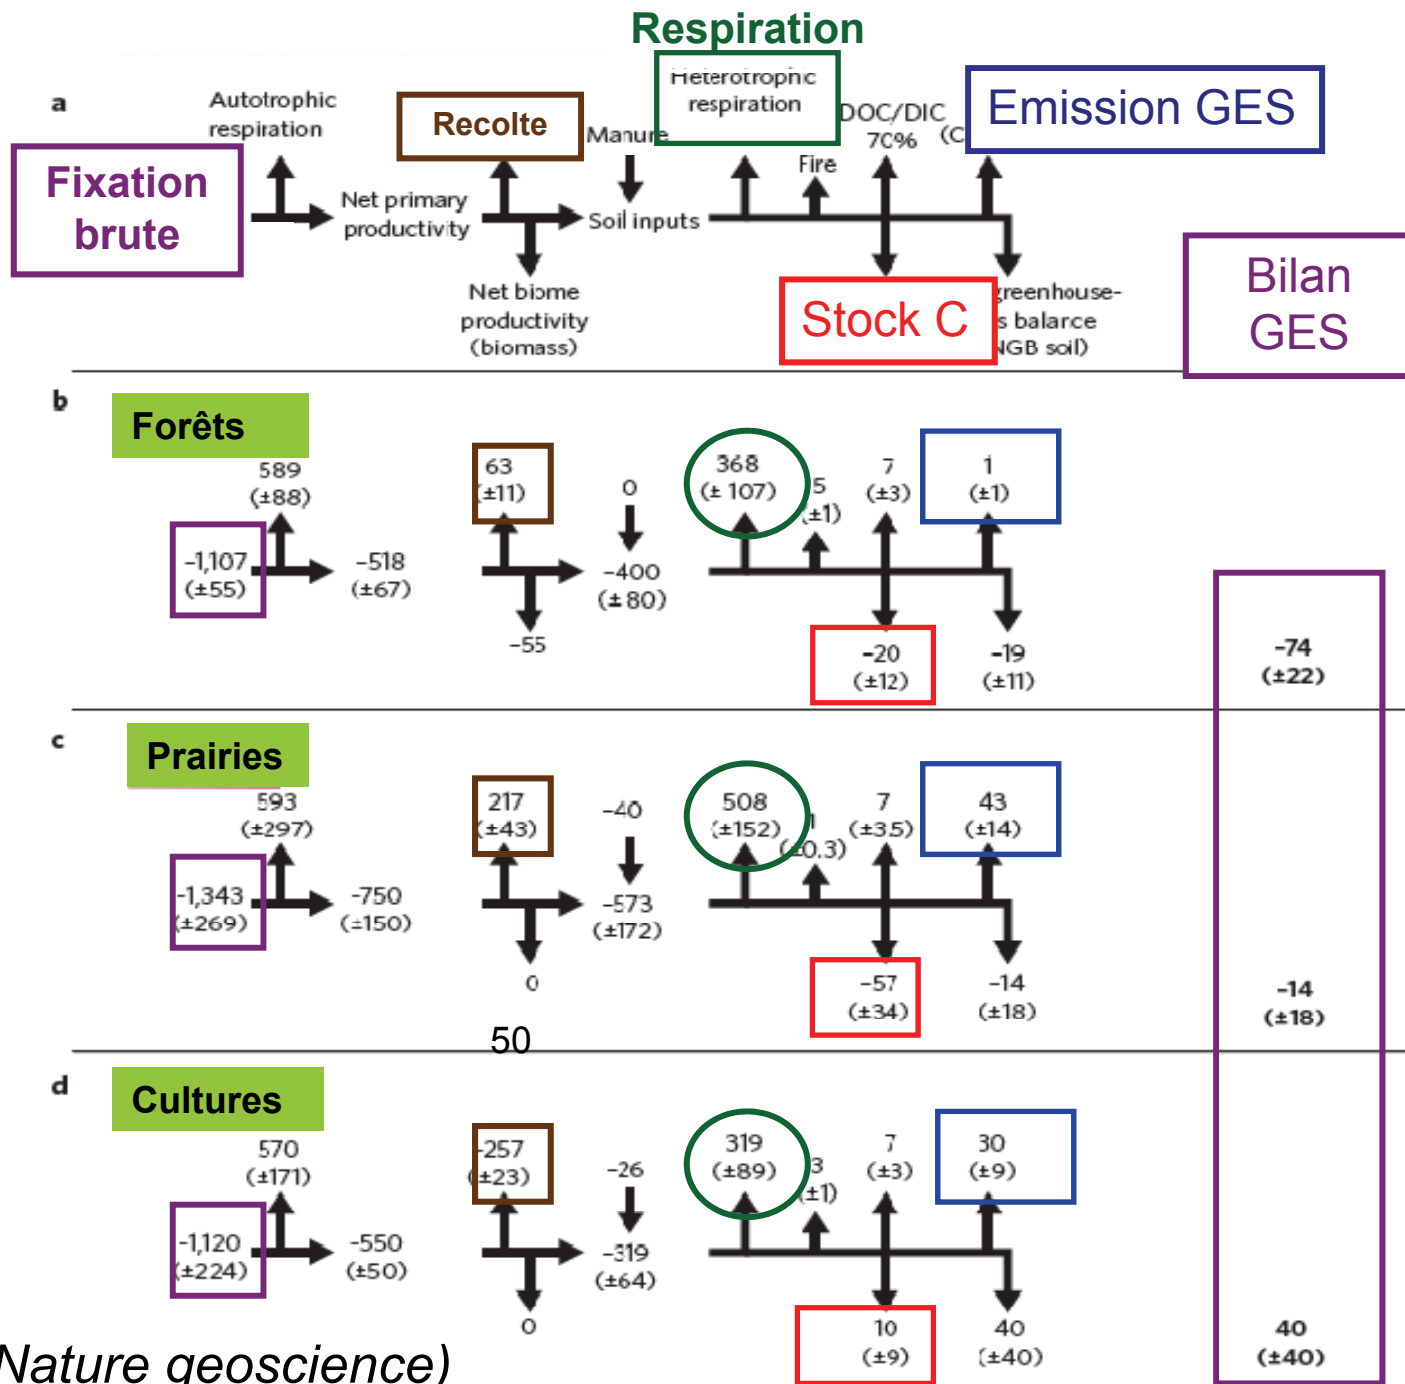 Respiration
a
Autotrophic
respiration
Recolte
Manure
Heterotrophic
respiration
DOC/DIC
70%
(C
Emission GES
Fixation
brute
Net primary
productivity
Soil inputs
Fire
Net biome
productivity
(biomass)
Stock C
greenhouse-
s balance
NGB soil)
Bilan
GES
b
Forêts
589
(±88)
63
(±11)
0
368
(±107)
5
(±1)
7
(±3)
1
(±1)
-1,107
(±55)
-518
(±67)
-400
(±80)
-55
-20
(±12)
-19
(±11)
-74
(±22)
c
Prairies
593
(±297)
217
(±43)
-40
508
(±152)
1
(±0.3)
7
(±3.5)
43
(±14)
-1,343
(±269)
-750
(±150)
-573
(±172)
0
-57
(±34)
-14
(±18)
-14
(±18)
50
d
Cultures
570
(±171)
-257
(±23)
-26
319
(±89)
3
(±1)
7
(±3)
30
(±9)
-1,120
(±224)
-550
(±50)
-319
(±64)
0
10
(±9)
40
(±40)
40
(±40)
Nature geoscience)